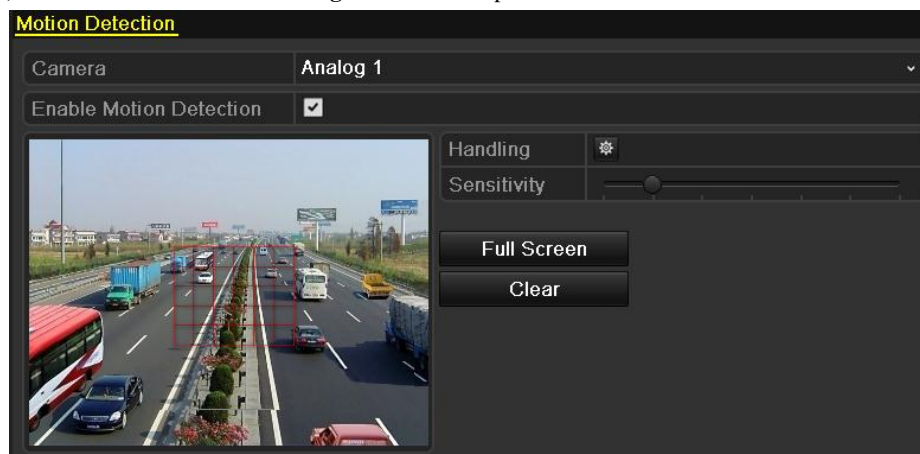 Motion Detection
Camera
Analog 1
Enable Motion Detection
Handling
Sensitivity
Full Screen
Clear